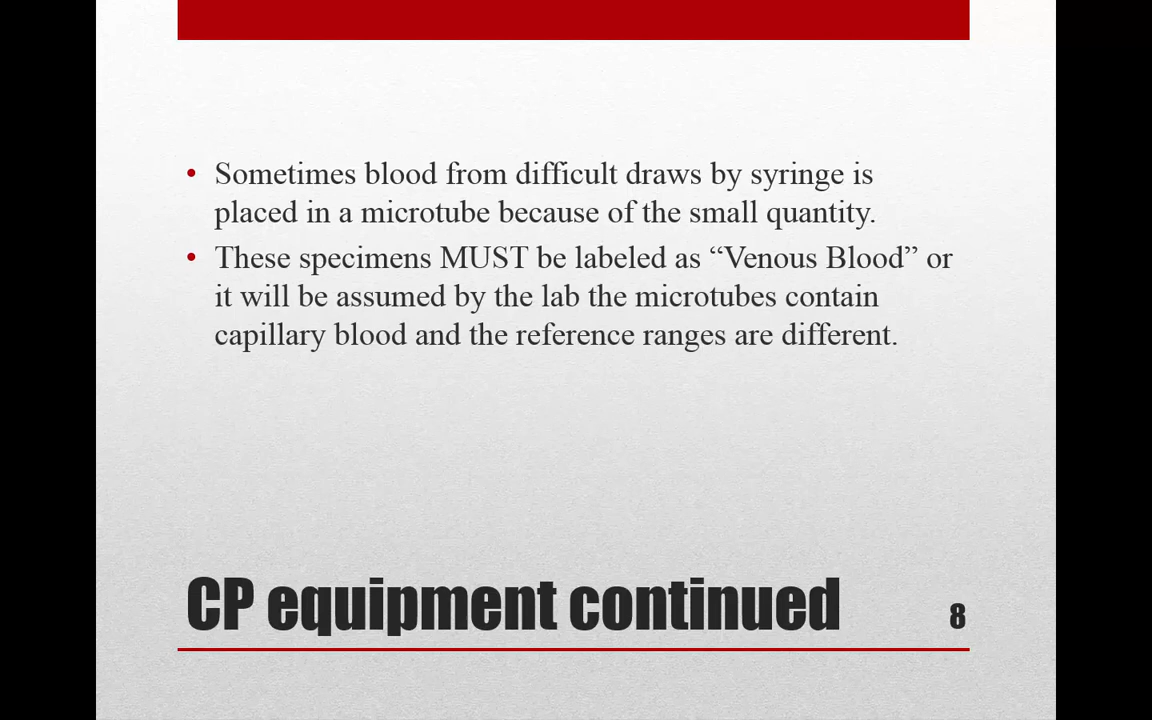 • Sometimes blood from difficult draws by syringe is
placed in a microtube because of the small quantity.
• These specimens MUST be labeled as “Venous Blood” or
it will be assumed by the lab the microtubes contain
capillary blood and the reference ranges are different.
CP equipment continued
8